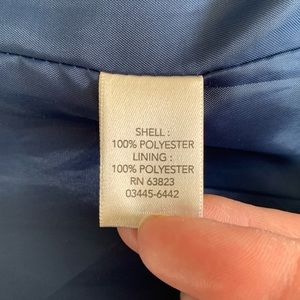 SHELL :
100% POLYESTER
LINING :
100% POLYESTER
RN 63823
03445-6442